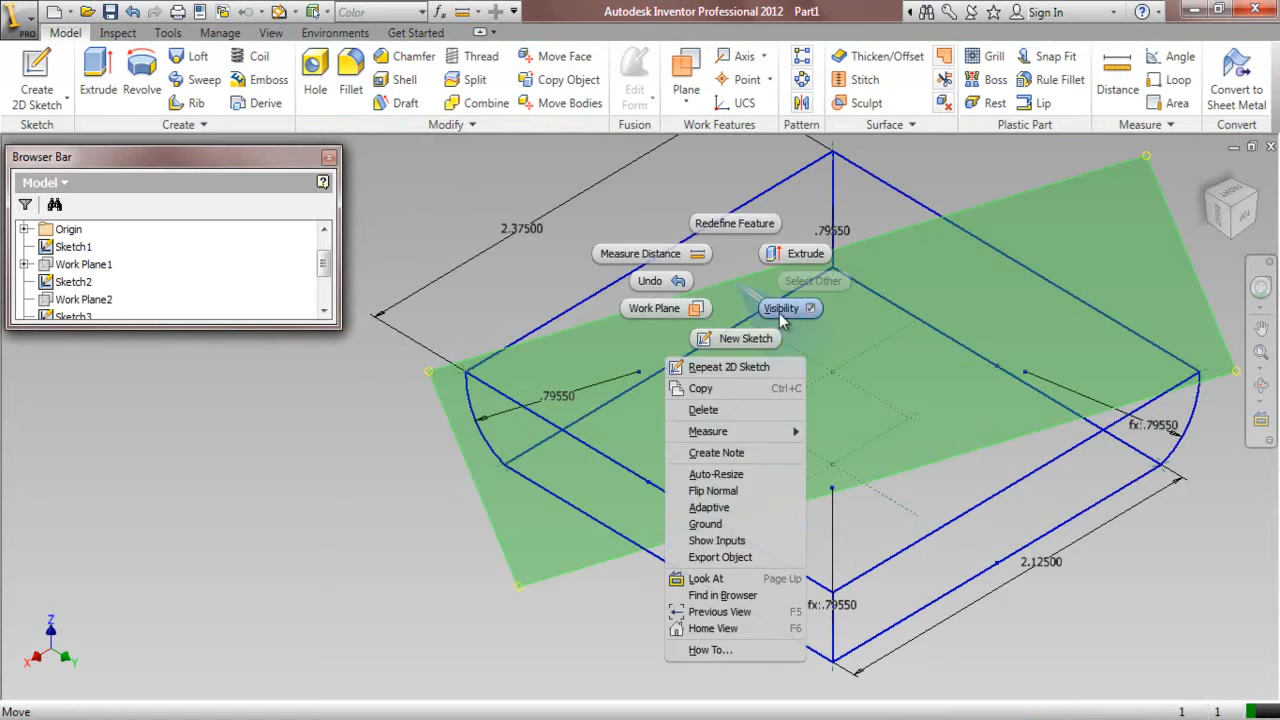 PRO
Color
fx
Autodesk Inventor Professional 2012 Part1
Sign In
Model Inspect Tools Manage View Environments Get Started
Create
2D Sketch
Extrude
Revolve
Loft
Sweep
Rib
Coil
Emboss
Derive
Hole
Fillet
Chamfer
Shell
Draft
Thread
Split
Combine
Move Face
Copy Object
Move Bodies
Edit
Form
Plane
Axis
Point
UCS
Thicken/Offset
Stitch
Sculpt
Grill
Boss
Rest
Snap Fit
Rule Fillet
Lip
Distance
Angle
Loop
Area
Convert to
Sheet Metal
Sketch Create Modify Fusion Work Features Pattern Surface Plastic Part Measure Convert
Browser Bar
Model
Origin
Sketch1
Work Plane1
Sketch2
Work Plane2
Sketch3
FRONT
2.37500
.79550
Redefine Feature
Measure Distance
Extrude
Undo
Select Other
Work Plane
Visibility
New Sketch
Repeat 2D Sketch
Copy Ctrl+C
Delete
Measure
Create Note
Auto-Resize
Flip Normal
Adaptive
Ground
Show Inputs
Export Object
Look At Page Up
Find in Browser
Previous View F5
Home View F6
How To...
.79550
fx:.79550
2.12500
fx:.79550
Z
X
Y
Move 1 1